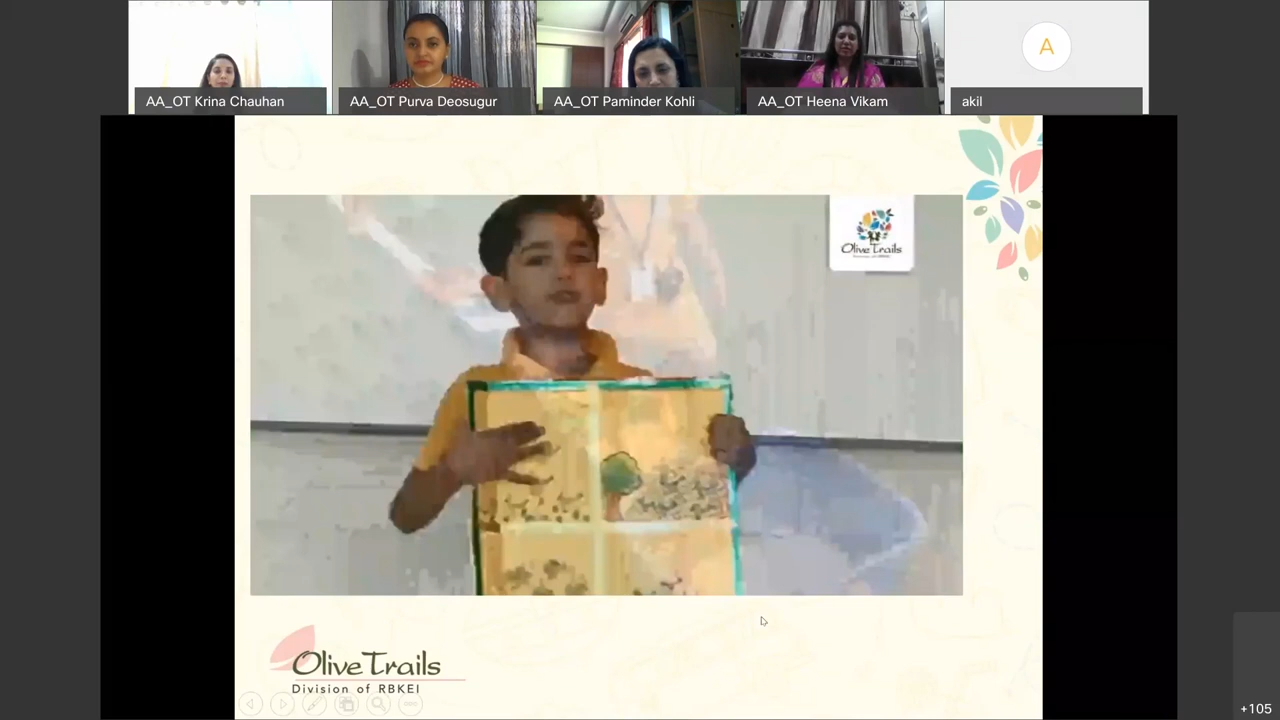 AA_OT Krina Chauhan
AA_OT Purva Deosugur
AA_OT Paminder Kohli
AA_OT Heena Vikam
A
akil
Olive Trails
Olive Trails
Division of RBKEI
+105